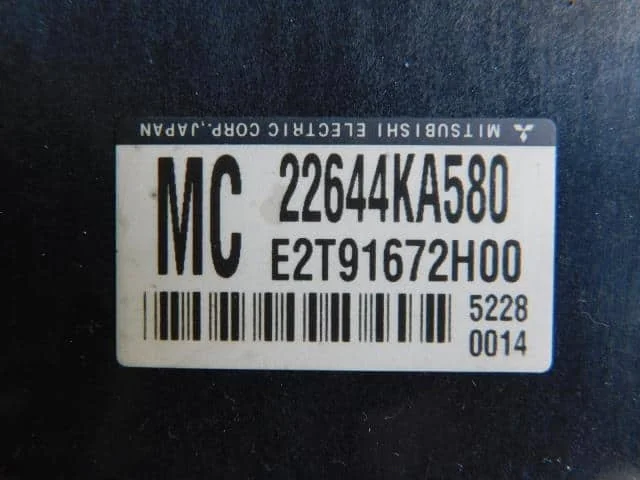 MITSUBISHI ELECTRIC CORP.,JAPAN
MC 22644KA580
E2T91672H00
5228
0014